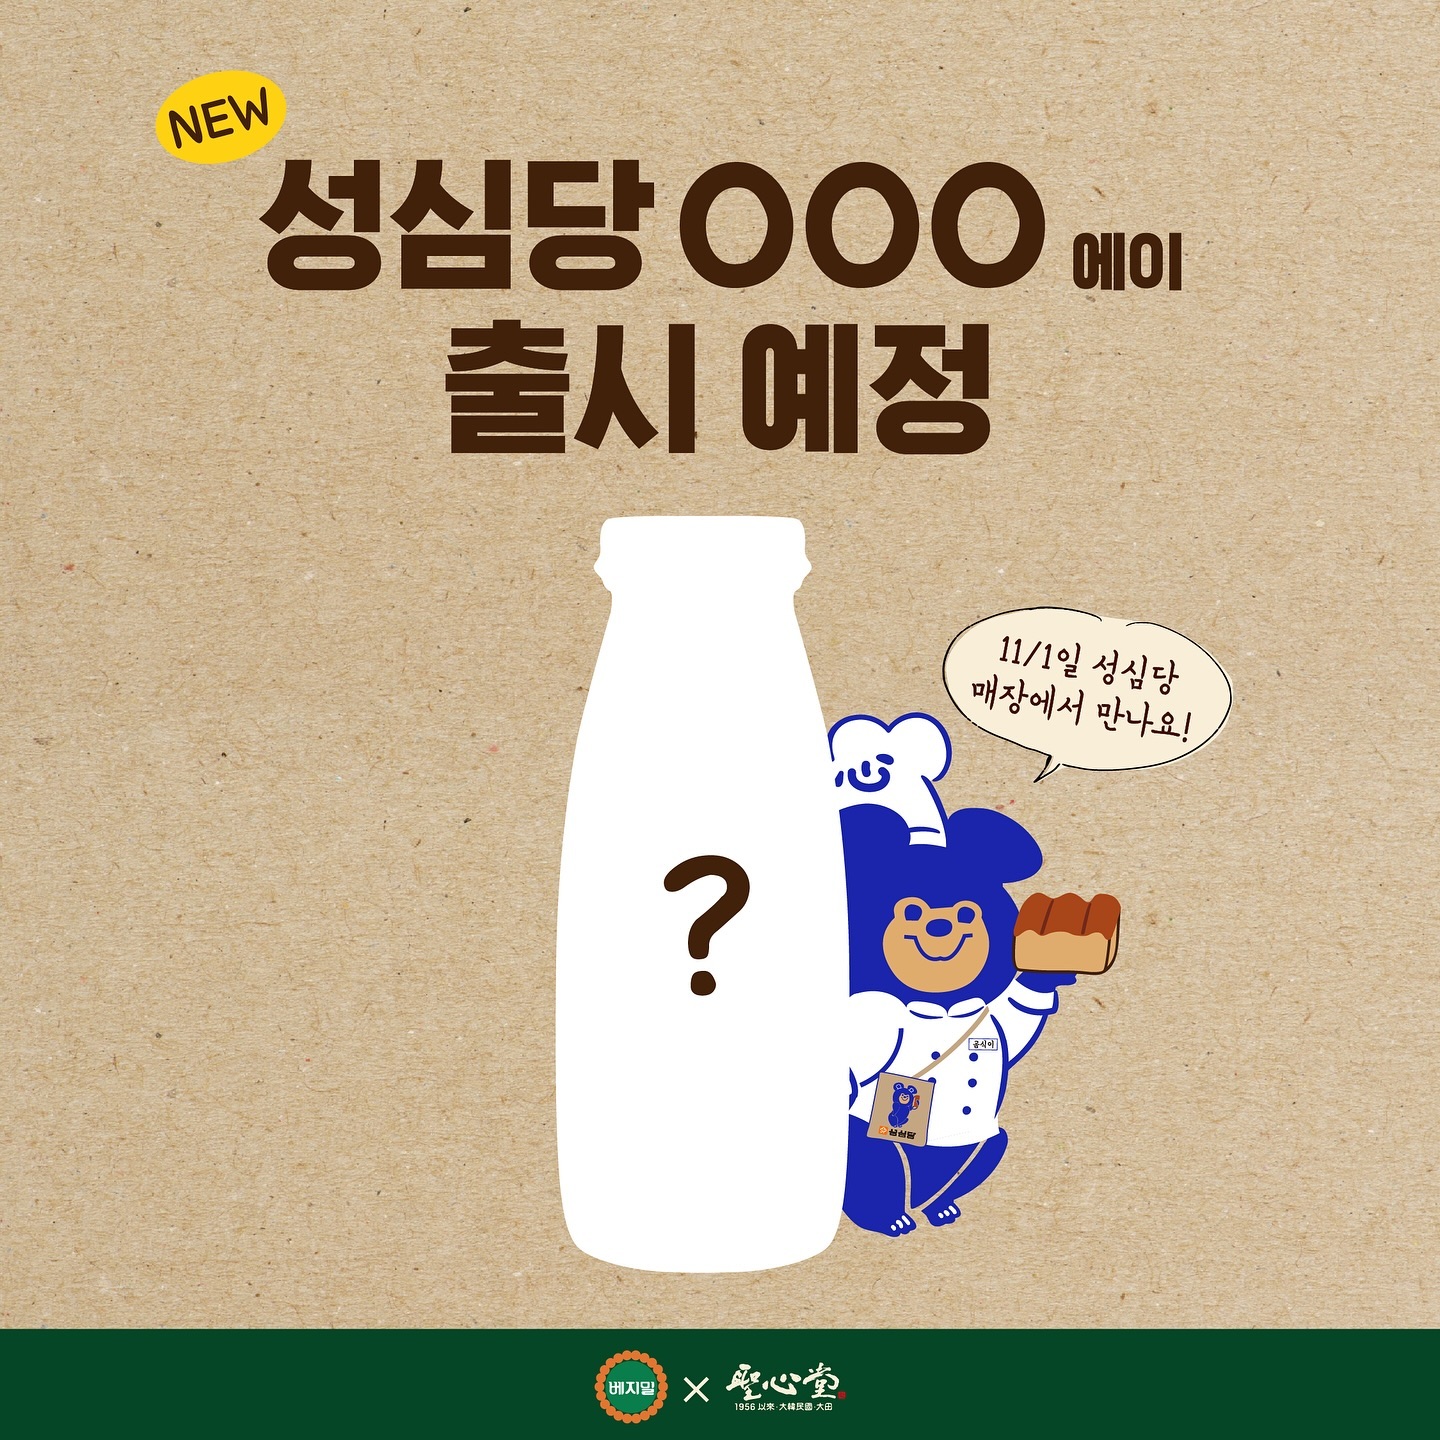 NEW
성심당 OOO 에이
출시 예정
11/1일 성심당
매장에서 만나요!
?
곰식이
성심당
베지밀 × 聖心堂
1956 以來·大韓民國·大田